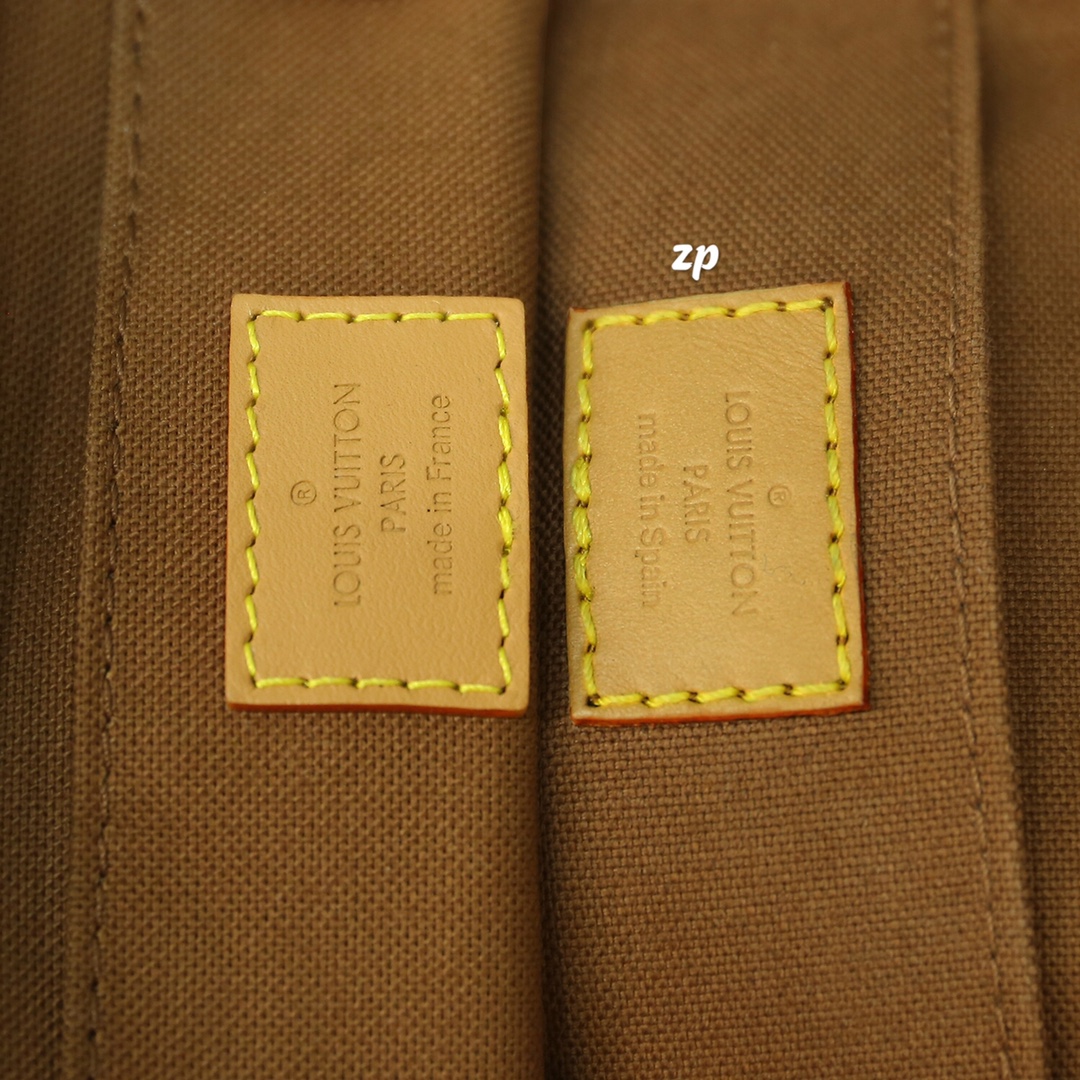 zp
®
LOUIS VUITTON
PARIS
made in France
®
LOUIS VUITTON
PARIS
made in Spain